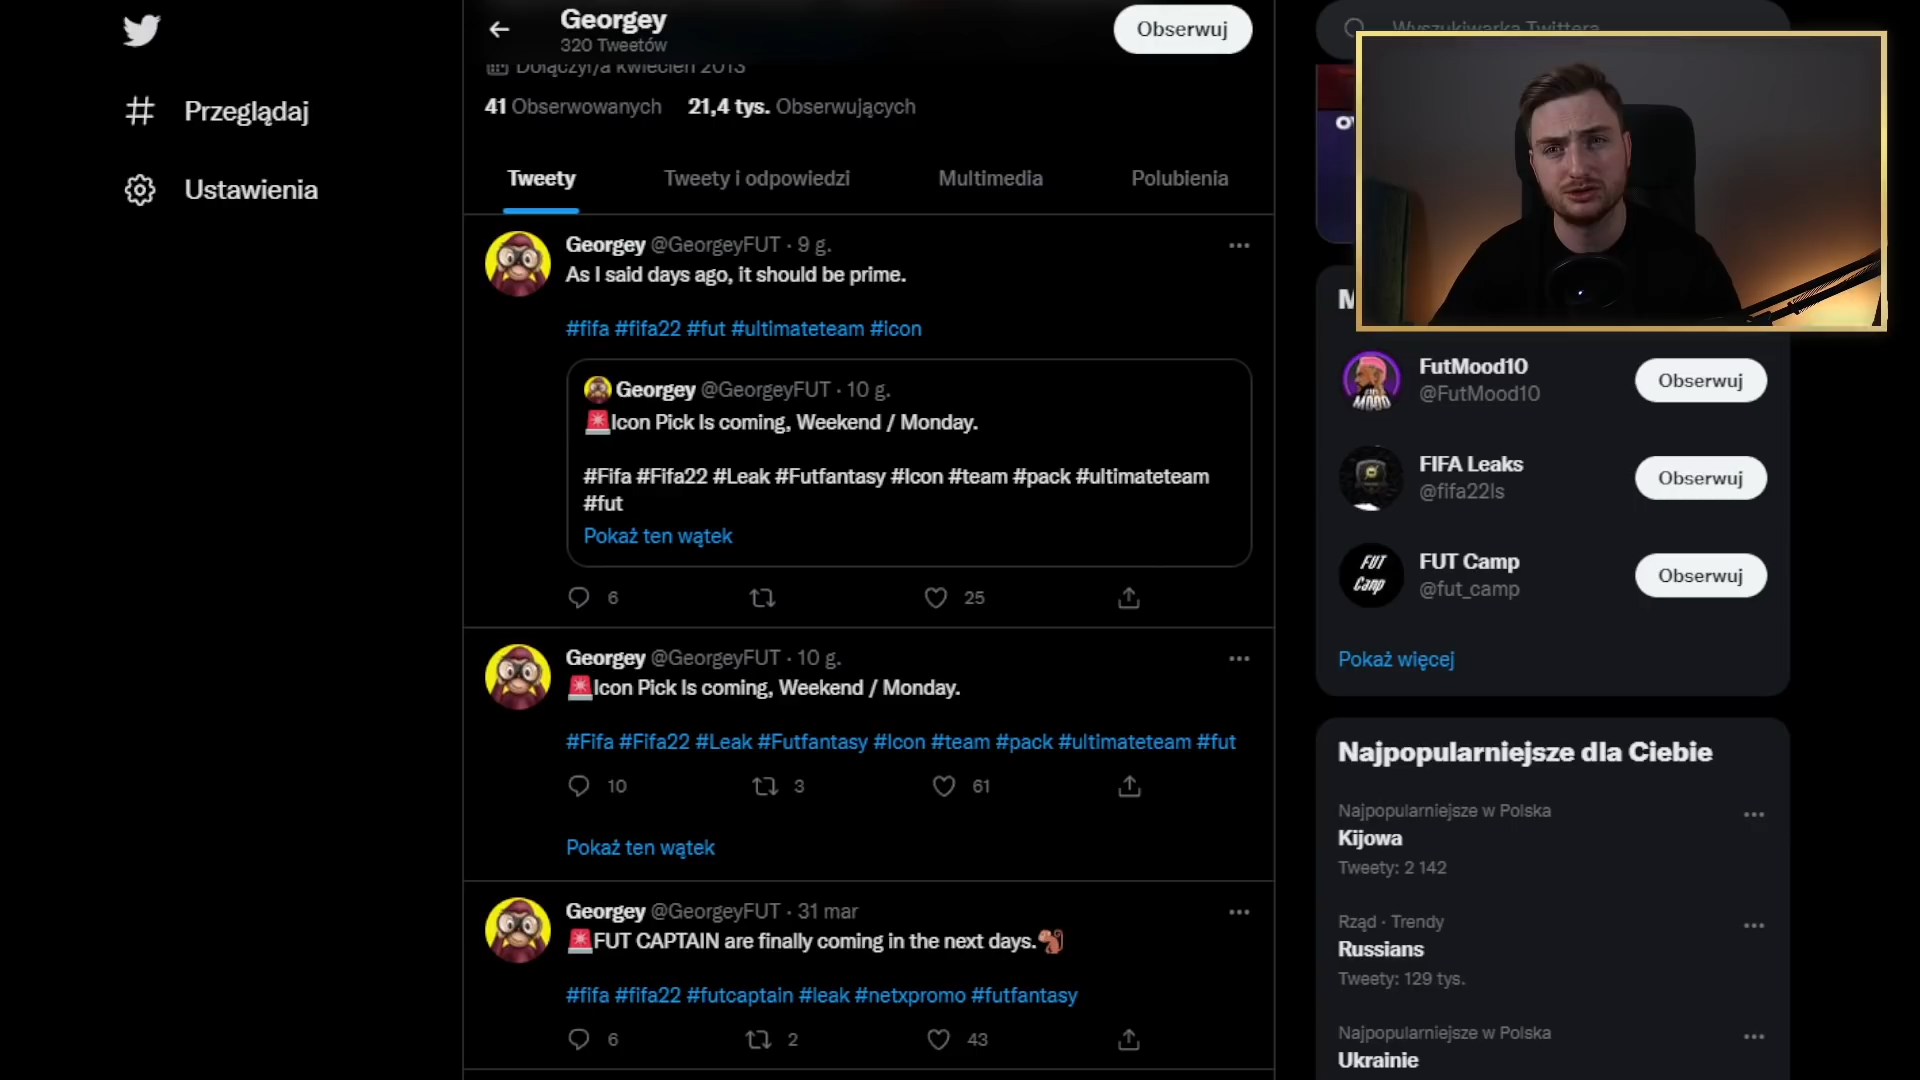 Georgey
320 Tweetów
Obserwuj
Dołączył/a kwiecień 2013
41 Obserwowanych 21,4 tys. Obserwujących
Przeglądaj
Ustawienia
Tweety Tweety i odpowiedzi Multimedia Polubienia
Georgey @GeorgeyFUT · 9 g.
As I said days ago, it should be prime.
#fifa #fifa22 #fut #ultimateteam #icon
Georgey @GeorgeyFUT · 10 g.
🚨Icon Pick Is coming, Weekend / Monday.
#Fifa #Fifa22 #Leak #Futfantasy #Icon #team #pack #ultimateteam
#fut
Pokaż ten wątek
6 25
Georgey @GeorgeyFUT · 10 g.
🚨Icon Pick Is coming, Weekend / Monday.
#Fifa #Fifa22 #Leak #Futfantasy #Icon #team #pack #ultimateteam #fut
10 3 61
Pokaż ten wątek
Georgey @GeorgeyFUT · 31 mar
🚨FUT CAPTAIN are finally coming in the next days.🐒
#fifa #fifa22 #futcaptain #leak #netxpromo #futfantasy
6 2 43
Wyszukiwarka Twittera
FutMood10
@FutMood10
Obserwuj
MOOD
FIFA Leaks
@fifa22ls
Obserwuj
FUT Camp
FUT Camp
@fut_camp
Obserwuj
Pokaż więcej
Najpopularniejsze dla Ciebie
Najpopularniejsze w Polska
Kijowa
Tweety: 2 142
Rząd · Trendy
Russians
Tweety: 129 tys.
Najpopularniejsze w Polska
Ukrainie